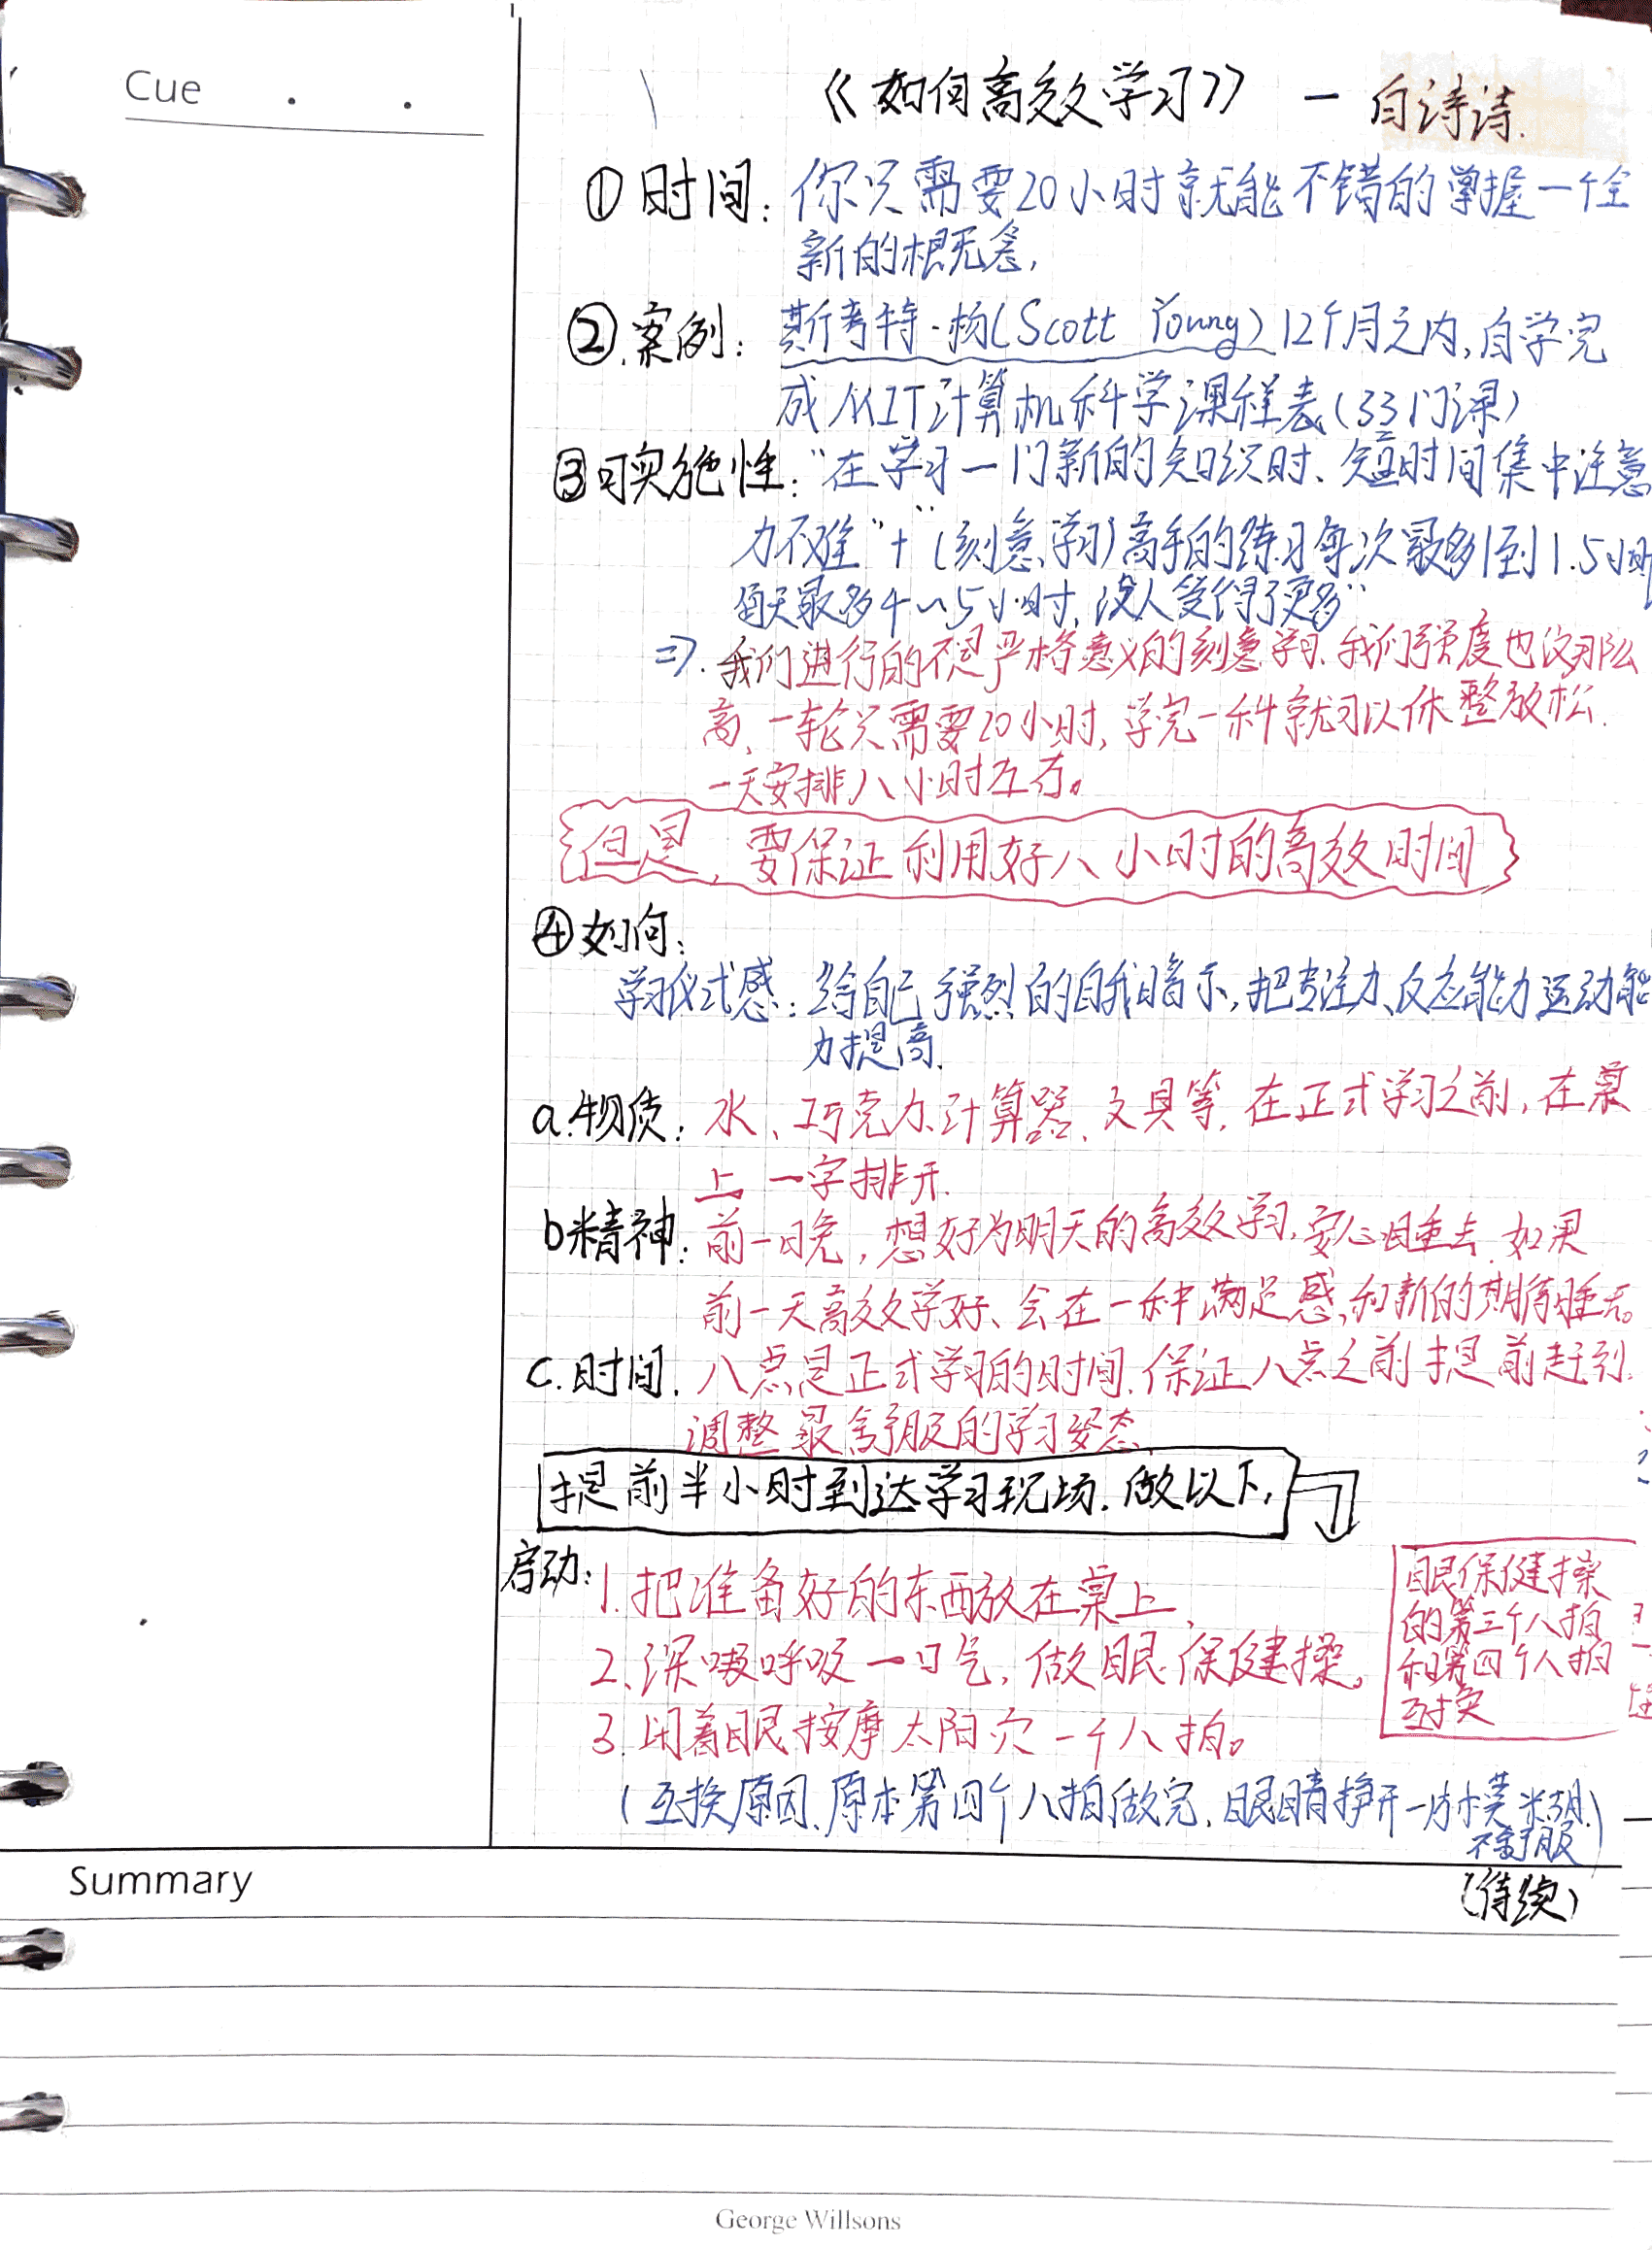 Cue
《如何高效学习》 — 白诗诗.
①时间：你只需要20小时就能不错的掌握一个全
新的概念,
②.案例：斯考特·杨(Scott Young)12个月之内,自学完
成MIT计算机科学课程表(33门课)
③可实施性："在学习一门新的知识时、短时间集中注意
力不难"+"(刻意学习)高手的练习每次最多1到1.5小时
每天最多4~5小时,没人受得了更多"
⇒.我们进行的不是严格意义的刻意学习、我们强度也没那么
高、一轮只需要20小时,学完一科就可以休整放松.
一天安排八小时左右。
但是,要保证利用好八小时的高效时间
④如何：
学习仪式感：给自己强烈的自我暗示,把专注力、反应能力运动能
力提高.
a.物质：水、巧克力、计算器、文具等,在正式学习之前,在桌
上一字排开.
b精神：前一晚,想好为明天的高效学习,安心睡去.如果
前一天高效学好、会在一种满足感和新的期待睡去。
c.时间.八点是正式学习的时间.保证八点之前提前赶到.
调整最舒服的学习姿态.
提前半小时到达学习现场.做以下,
启动：1.把准备好的东西放在桌上,
2、深吸呼吸一口气,做眼保健操。
3.闭着眼按摩太阳穴一个八拍。
眼保健操
的第三个八拍
和第四个八拍
互换
(互换原因.原本第四个八拍做完,眼睛挣开一片模糊.
不舒服)
Summary
(待续)
George Willsons